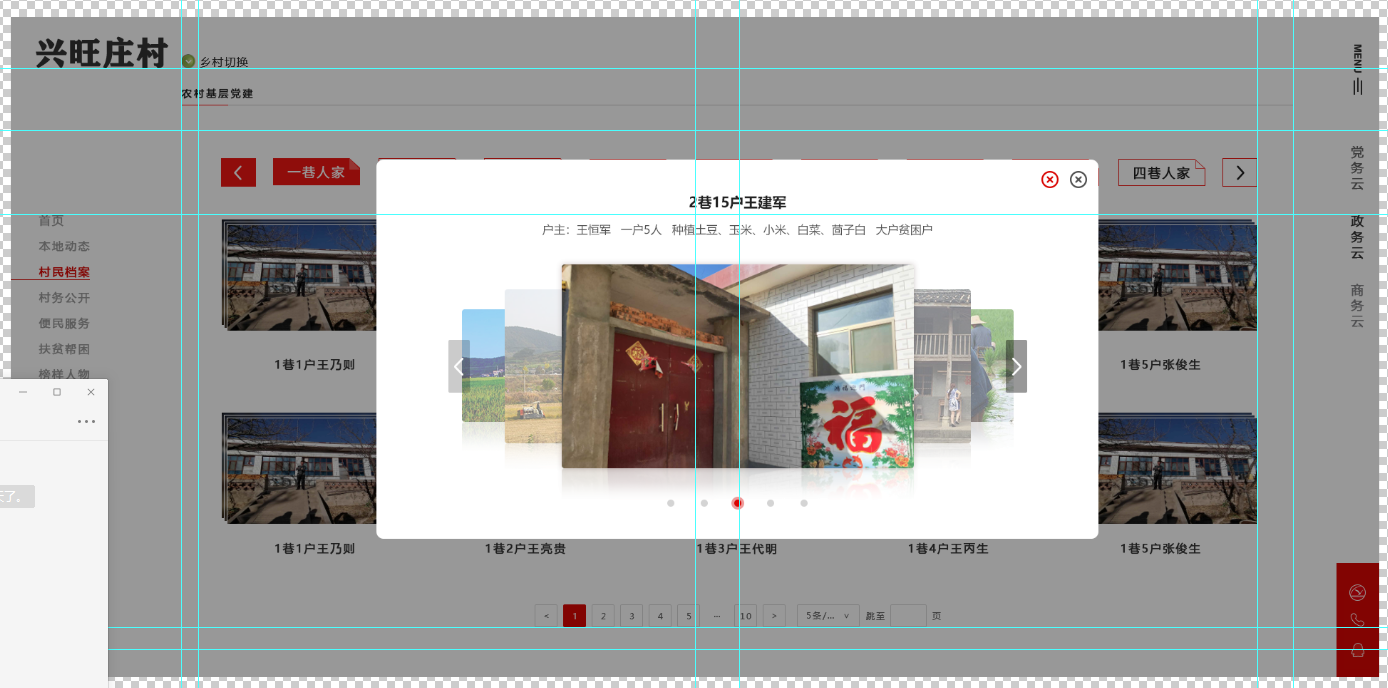 兴旺庄村
乡村切换
农村基层党建
MENU
一巷人家
四巷人家
党务云
政务云
商务云
首页
本地动态
村民档案
村务公开
便民服务
扶贫帮困
榜样人物
2巷15户王建军
户主: 王恒军 一户5人 种植土豆、玉米、小米、白菜、茴子白 大户贫困户
福
1巷1户王乃则
1巷5户张俊生
了。
1巷1户王乃则
1巷2户王亮贵
1巷3户王代明
1巷4户王丙生
1巷5户张俊生
< 1 2 3 4 5 ··· 10 > 5条/... ∨ 跳至 页